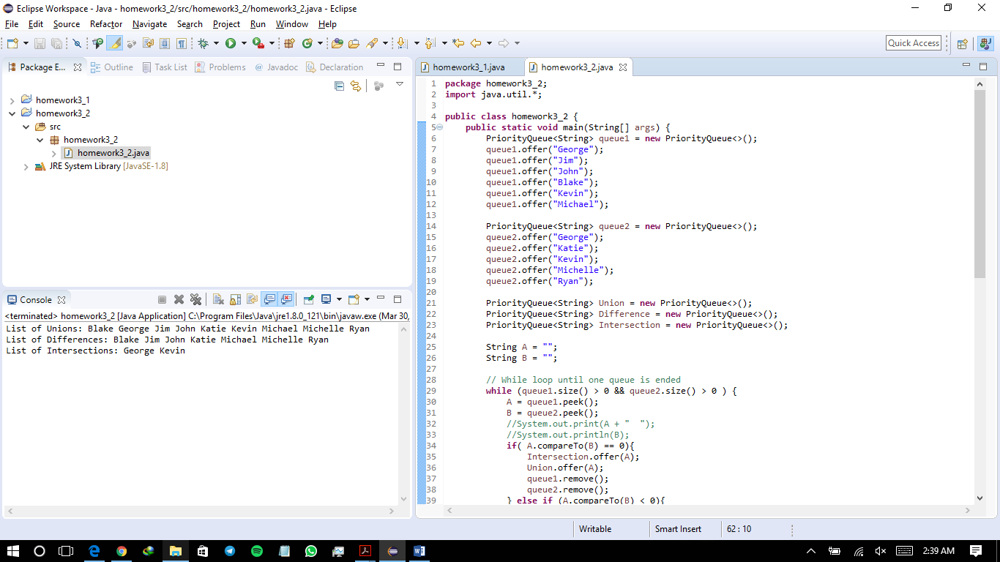 Eclipse Workspace - Java - homework3_2/src/homework3_2/homework3_2.java - Eclipse
File Edit Source Refactor Navigate Search Project Run Window Help
Quick Access
Package E... Outline Task List Problems @ Javadoc Declaration
homework3_1
homework3_2
src
homework3_2
homework3_2.java
JRE System Library [JavaSE-1.8]
Console
<terminated> homework3_2 [Java Application] C:\Program Files\Java\jre1.8.0_121\bin\javaw.exe (Mar 30,
List of Unions: Blake George Jim John Katie Kevin Michael Michelle Ryan
List of Differences: Blake Jim John Katie Michael Michelle Ryan
List of Intersections: George Kevin
homework3_1.java homework3_2.java
1 package homework3_2;
2 import java.util.*;
3
4 public class homework3_2 {
5 public static void main(String[] args) {
6 PriorityQueue<String> queue1 = new PriorityQueue<>();
7 queue1.offer("George");
8 queue1.offer("Jim");
9 queue1.offer("John");
10 queue1.offer("Blake");
11 queue1.offer("Kevin");
12 queue1.offer("Michael");
13
14 PriorityQueue<String> queue2 = new PriorityQueue<>();
15 queue2.offer("George");
16 queue2.offer("Katie");
17 queue2.offer("Kevin");
18 queue2.offer("Michelle");
19 queue2.offer("Ryan");
20
21 PriorityQueue<String> Union = new PriorityQueue<>();
22 PriorityQueue<String> Difference = new PriorityQueue<>();
23 PriorityQueue<String> Intersection = new PriorityQueue<>();
24
25 String A = "";
26 String B = "";
27
28 // While loop until one queue is ended
29 while (queue1.size() > 0 && queue2.size() > 0 ) {
30 A = queue1.peek();
31 B = queue2.peek();
32 //System.out.print(A + "  ");
33 //System.out.println(B);
34 if( A.compareTo(B) == 0){
35 Intersection.offer(A);
36 Union.offer(A);
37 queue1.remove();
38 queue2.remove();
39 } else if (A.compareTo(B) < 0){
Writable Smart Insert 62 : 10
2:39 AM